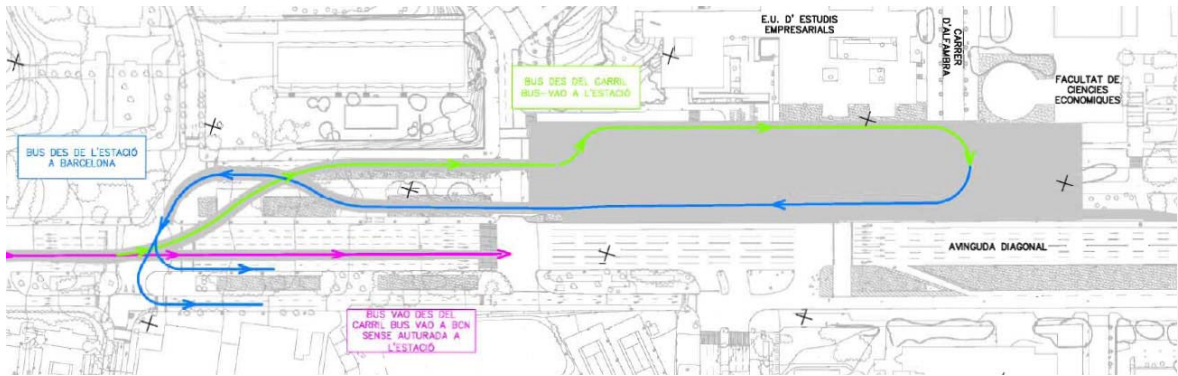 E.U. D' ESTUDIS
EMPRESARIALS
CARRER
D'ALFAMBRA
BUS DES DEL CARRIL
BUS-VAO A L'ESTACIÓ
FACULTAT DE
CIENCIES
ECONOMIQUES
BUS DES DE L'ESTACIÓ
A BARCELONA
AVINGUDA DIAGONAL
BUS VAO DES DEL
CARRIL BUS VAO A BCN
SENSE AUTURADA A
L'ESTACIÓ